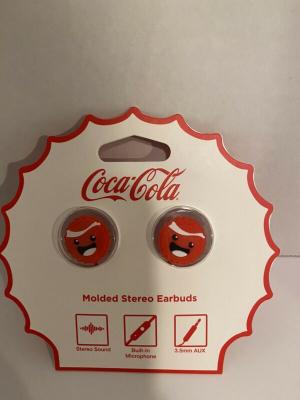 Coca-Cola
Molded Stereo Earbuds
Stereo Sound
Built-in
Microphone
3.5mm AUX